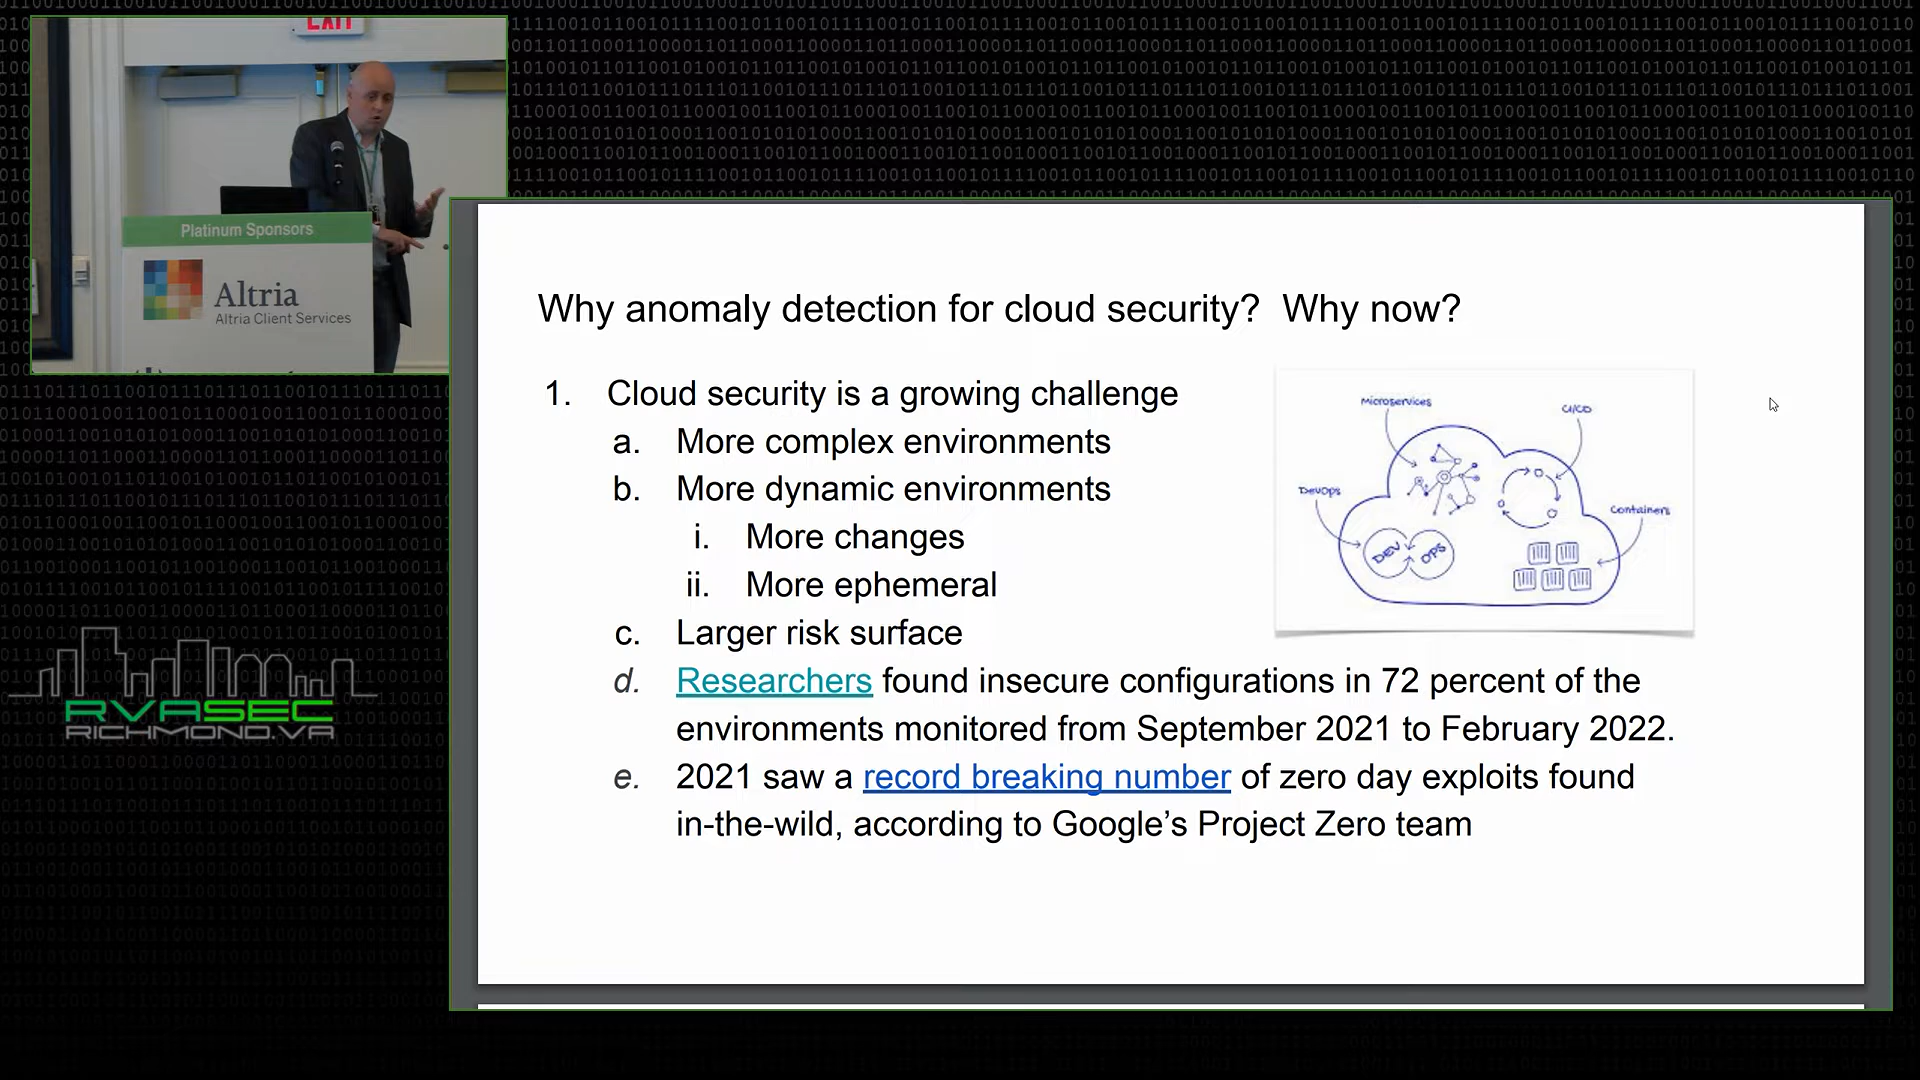 EXIT
Platinum Sponsors
Altria
Altria Client Services
RVASEC
RICHMOND.VA
Why anomaly detection for cloud security?  Why now?
1. Cloud security is a growing challenge
a. More complex environments
b. More dynamic environments
i. More changes
ii. More ephemeral
c. Larger risk surface
d. Researchers found insecure configurations in 72 percent of the
environments monitored from September 2021 to February 2022.
e. 2021 saw a record breaking number of zero day exploits found
in-the-wild, according to Google’s Project Zero team
Microservices
CI/CD
DevOps
Containers
DEV OPS